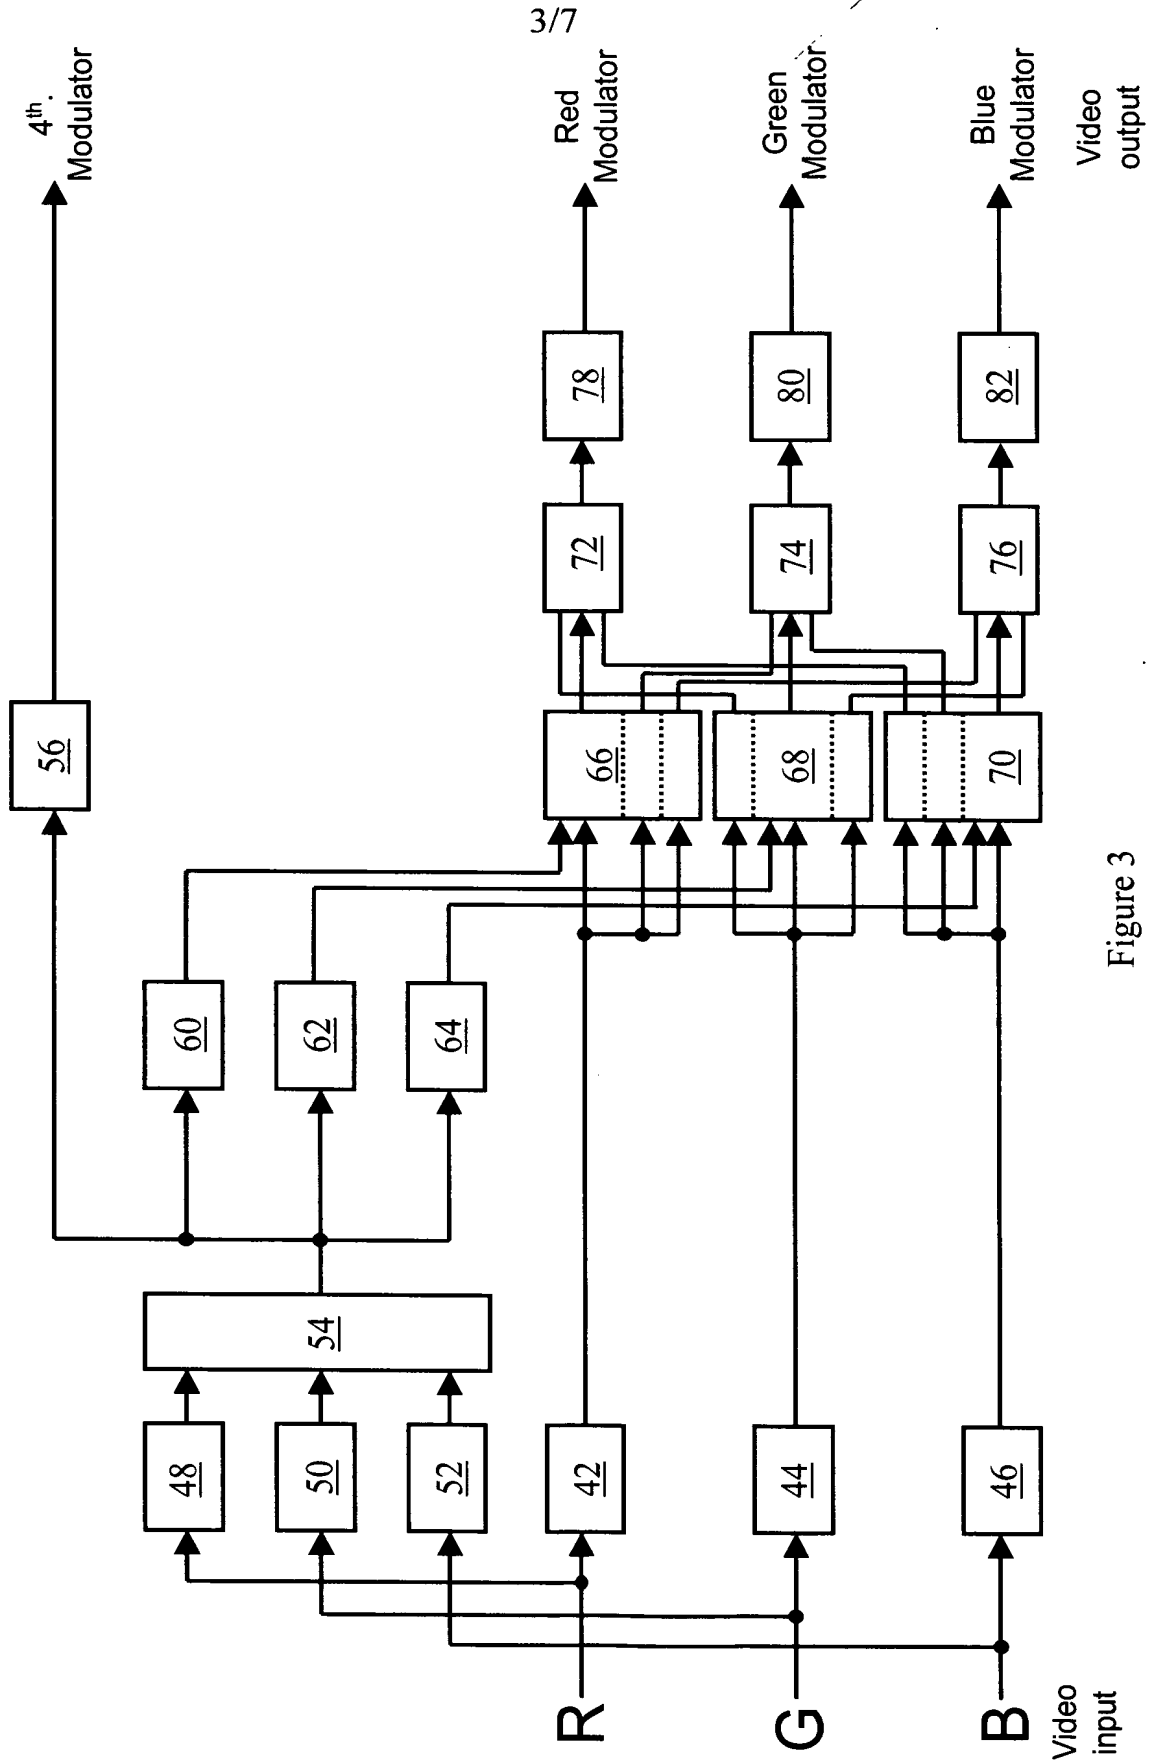 3/7
4th.
Modulator
56
60
62
64
48
50
52
54
Red
Modulator
Green
Modulator
Blue
Modulator
Video
output
78
80
82
72
74
76
66
68
70
42
44
46
R
G
B
Video
input
Figure 3